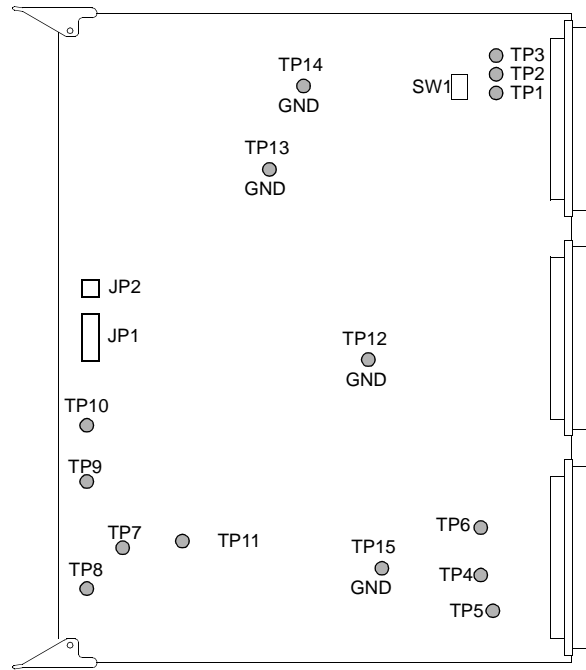 TP3
TP14
TP2
SW1
TP1
GND
TP13
GND
JP2
JP1
TP12
GND
TP10
TP9
TP6
TP7
TP11
TP15
TP8
TP4
GND
TP5